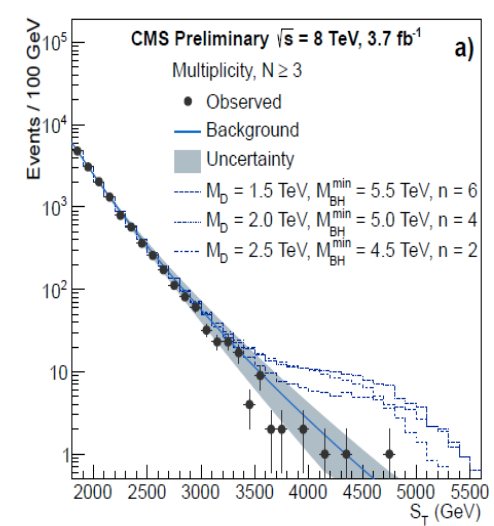 CMS Preliminary √s = 8 TeV, 3.7 fb⁻¹
a)
Multiplicity, N ≥ 3
Observed
Background
Uncertainty
M_D = 1.5 TeV, M_BH^min = 5.5 TeV, n = 6
M_D = 2.0 TeV, M_BH^min = 5.0 TeV, n = 4
M_D = 2.5 TeV, M_BH^min = 4.5 TeV, n = 2
Events / 100 GeV
10⁵
10⁴
10³
10²
10
1
2000 2500 3000 3500 4000 4500 5000 5500
S_T (GeV)